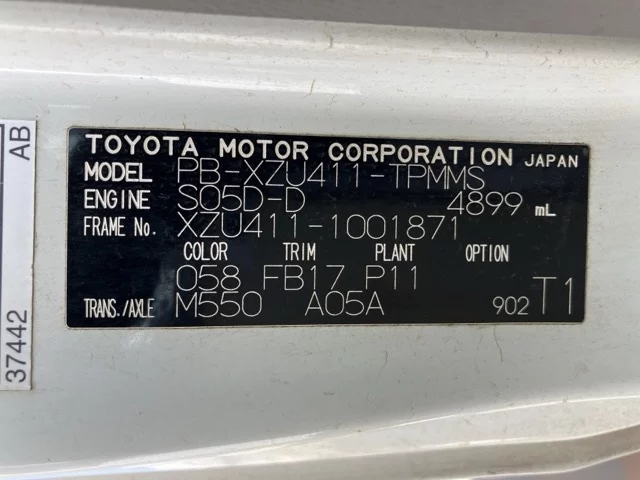 TOYOTA MOTOR CORPORATION JAPAN
MODEL PB-XZU411-TPMMS
ENGINE S05D-D 4899 mL
FRAME No. XZU411-1001871
COLOR TRIM PLANT OPTION
058 FB17 P11
TRANS./AXLE M550 A05A 902 T1
37442 AB